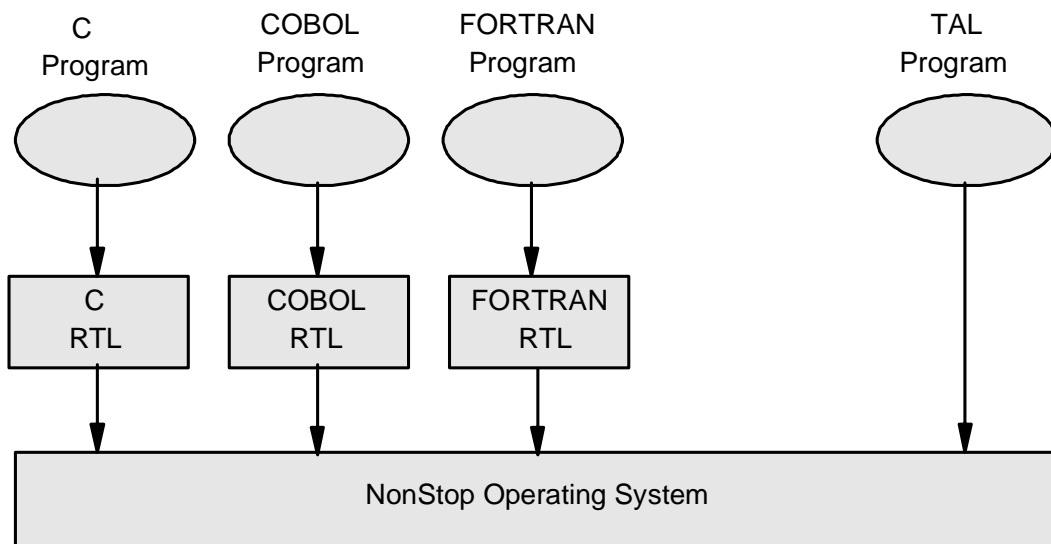 C
Program
COBOL
Program
FORTRAN
Program
TAL
Program
C
RTL
COBOL
RTL
FORTRAN
RTL
NonStop Operating System